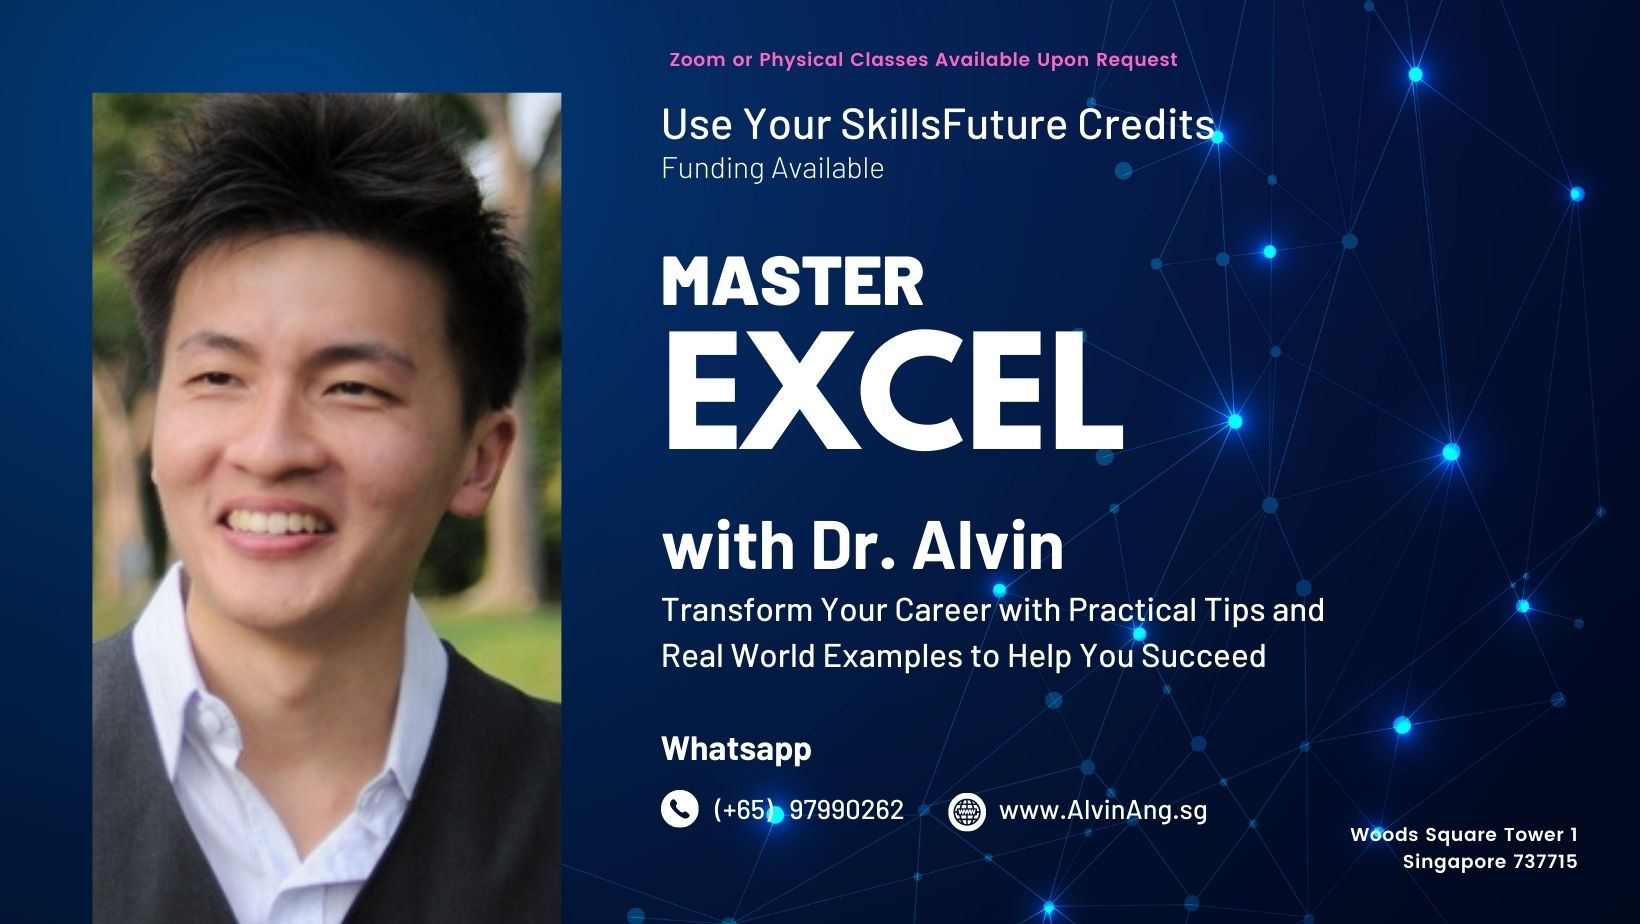 Zoom or Physical Classes Available Upon Request
Use Your SkillsFuture Credits
Funding Available
MASTER
EXCEL
with Dr. Alvin
Transform Your Career with Practical Tips and
Real World Examples to Help You Succeed
Whatsapp
(+65) 97990262
www.AlvinAng.sg
Woods Square Tower 1
Singapore 737715